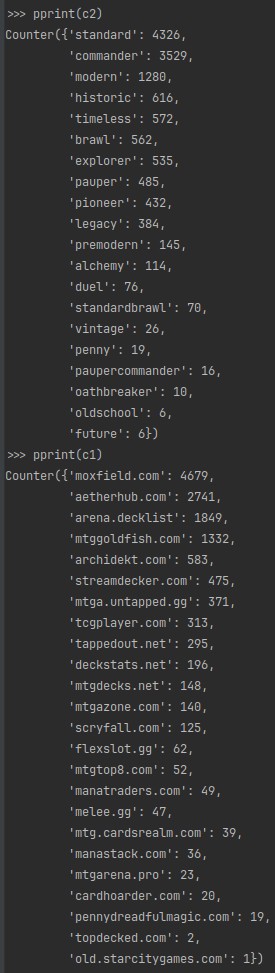 >>> pprint(c2)
Counter({'standard': 4326,
'commander': 3529,
'modern': 1280,
'historic': 616,
'timeless': 572,
'brawl': 562,
'explorer': 535,
'pauper': 485,
'pioneer': 432,
'legacy': 384,
'premodern': 145,
'alchemy': 114,
'duel': 76,
'standardbrawl': 70,
'vintage': 26,
'penny': 19,
'paupercommander': 16,
'oathbreaker': 10,
'oldschool': 6,
'future': 6})
>>> pprint(c1)
Counter({'moxfield.com': 4679,
'aetherhub.com': 2741,
'arena.decklist': 1849,
'mtggoldfish.com': 1332,
'archidekt.com': 583,
'streamdecker.com': 475,
'mtga.untapped.gg': 371,
'tcgplayer.com': 313,
'tappedout.net': 295,
'deckstats.net': 196,
'mtgdecks.net': 148,
'mtgazone.com': 140,
'scryfall.com': 125,
'flexslot.gg': 62,
'mtgtop8.com': 52,
'manatraders.com': 49,
'melee.gg': 47,
'mtg.cardsrealm.com': 39,
'manastack.com': 36,
'mtgarena.pro': 23,
'cardhoarder.com': 20,
'pennydreadfulmagic.com': 19,
'topdecked.com': 2,
'old.starcitygames.com': 1})